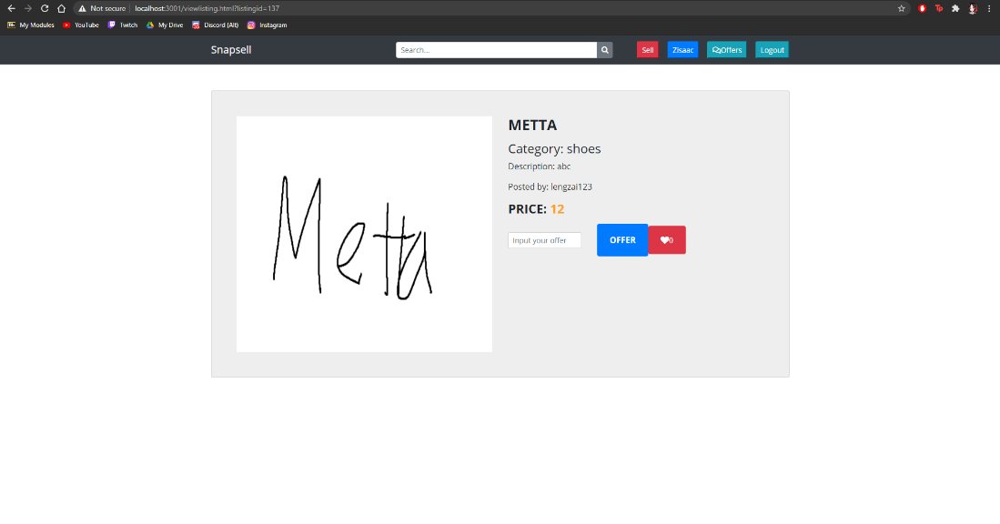 Not secure localhost:3001/viewlisting.html?listingid=137
My Modules YouTube Twitch My Drive Discord (Alt) Instagram
Snapsell Search... Sell Zisaac Offers Logout
Metta
METTA
Category: shoes
Description: abc
Posted by: lengzai123
PRICE: 12
Input your offer OFFER 0